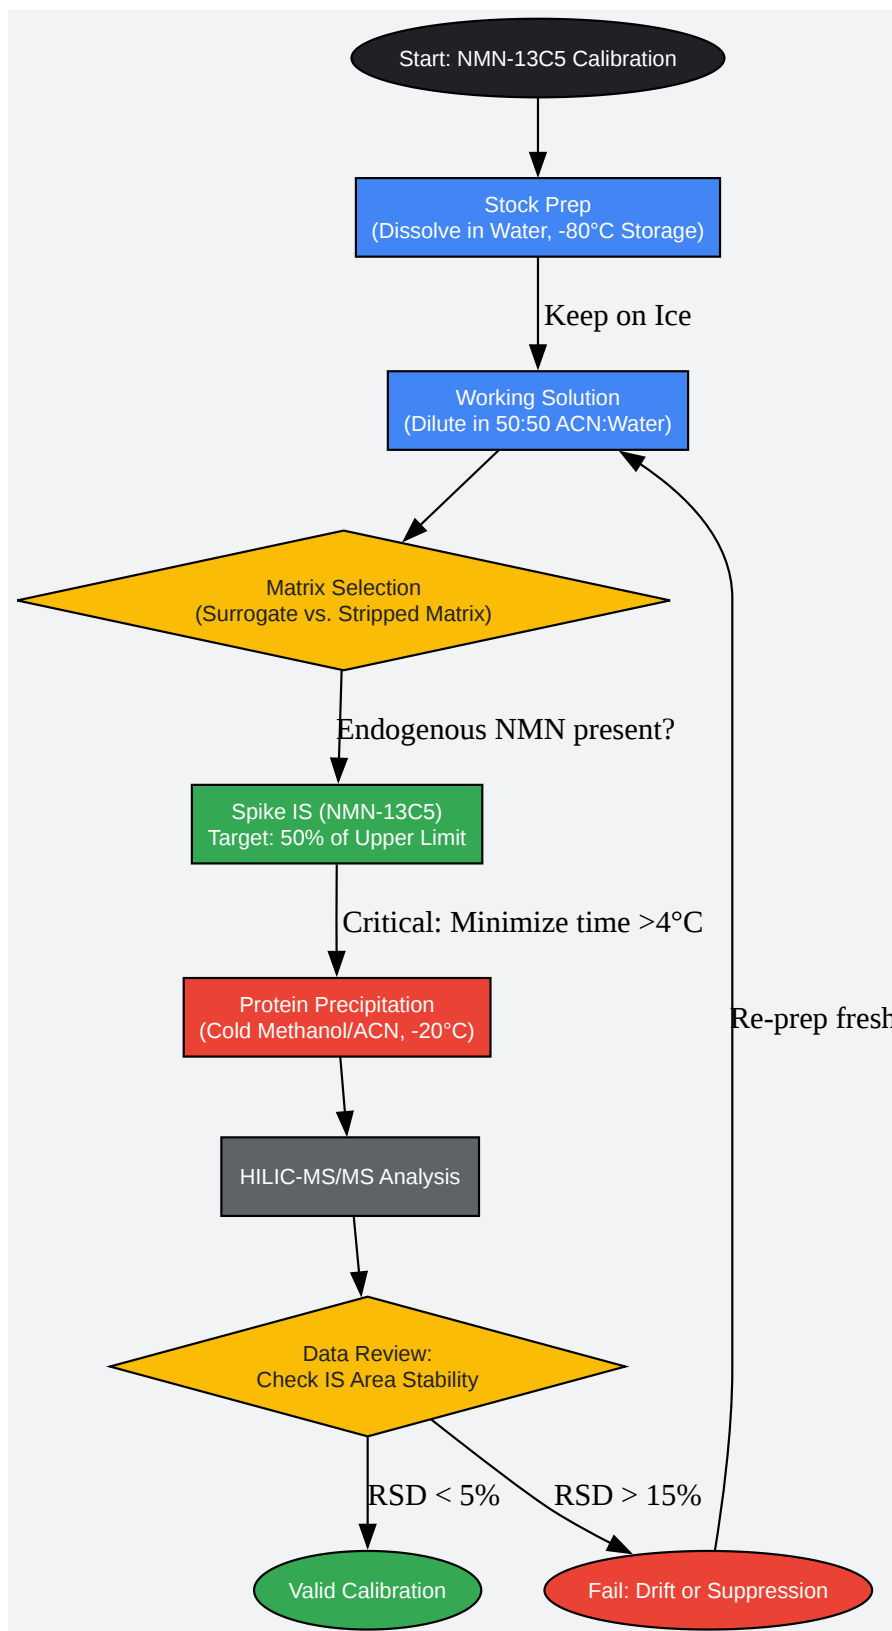 Start: NMN-13C5 Calibration
Stock Prep
(Dissolve in Water, -80°C Storage)
Keep on Ice
Working Solution
(Dilute in 50:50 ACN:Water)
Matrix Selection
(Surrogate vs. Stripped Matrix)
Endogenous NMN present?
Spike IS (NMN-13C5)
Target: 50% of Upper Limit
Critical: Minimize time >4°C
Protein Precipitation
(Cold Methanol/ACN, -20°C)
Re-prep fresh
HILIC-MS/MS Analysis
Data Review:
Check IS Area Stability
RSD < 5%
RSD > 15%
Valid Calibration
Fail: Drift or Suppression